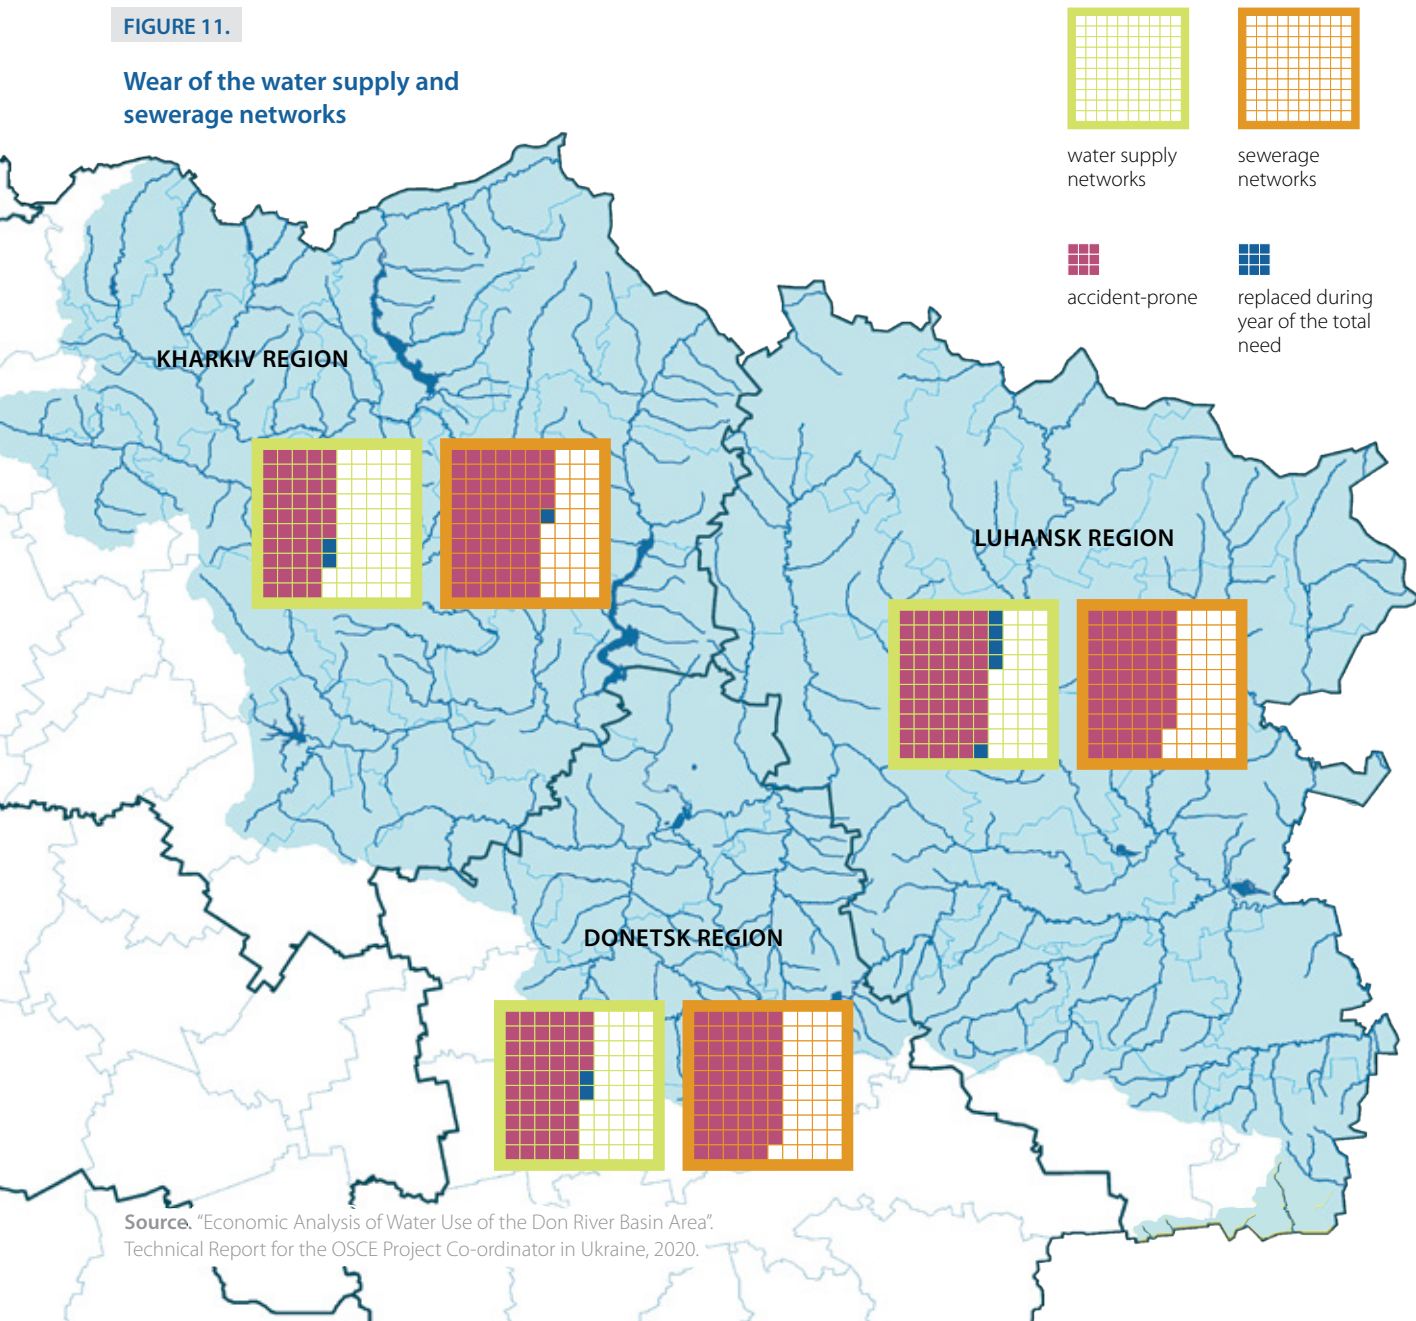 FIGURE 11.
Wear of the water supply and
sewerage networks
water supply
networks
sewerage
networks
accident-prone
replaced during
year of the total
need
KHARKIV REGION
LUHANSK REGION
DONETSK REGION
Source. “Economic Analysis of Water Use of the Don River Basin Area”.
Technical Report for the OSCE Project Co-ordinator in Ukraine, 2020.